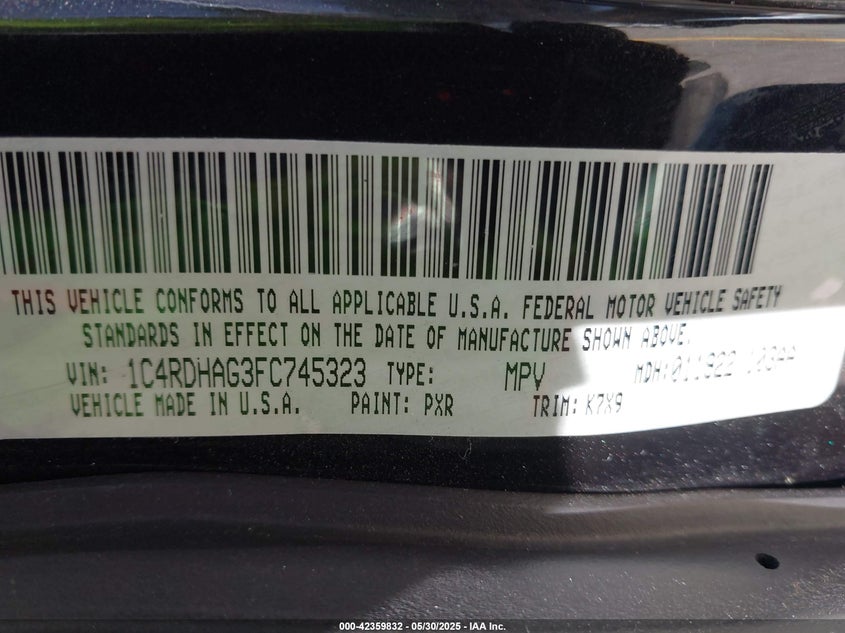 THIS VEHICLE CONFORMS TO ALL APPLICABLE U.S.A. FEDERAL MOTOR VEHICLE SAFETY
STANDARDS IN EFFECT ON THE DATE OF MANUFACTURE SHOWN ABOVE.
VIN: 1C4RDHAG3FC745323 TYPE: MPV MDH:
VEHICLE MADE IN U.S.A. PAINT: PXR TRIM: K7X9
000-42359832 - 05/30/2025 - IAA Inc.